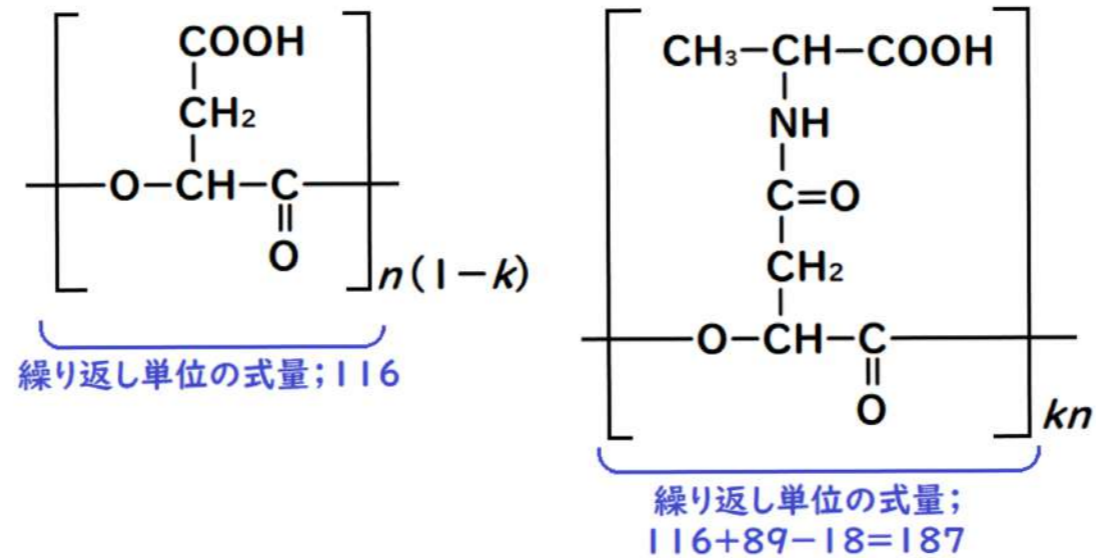 COOH
CH₂
O－CH－C
O
n(1－k)
繰り返し単位の式量;116
CH₃－CH－COOH
NH
C=O
CH₂
O－CH－C
O
kn
繰り返し単位の式量;
116+89－18=187